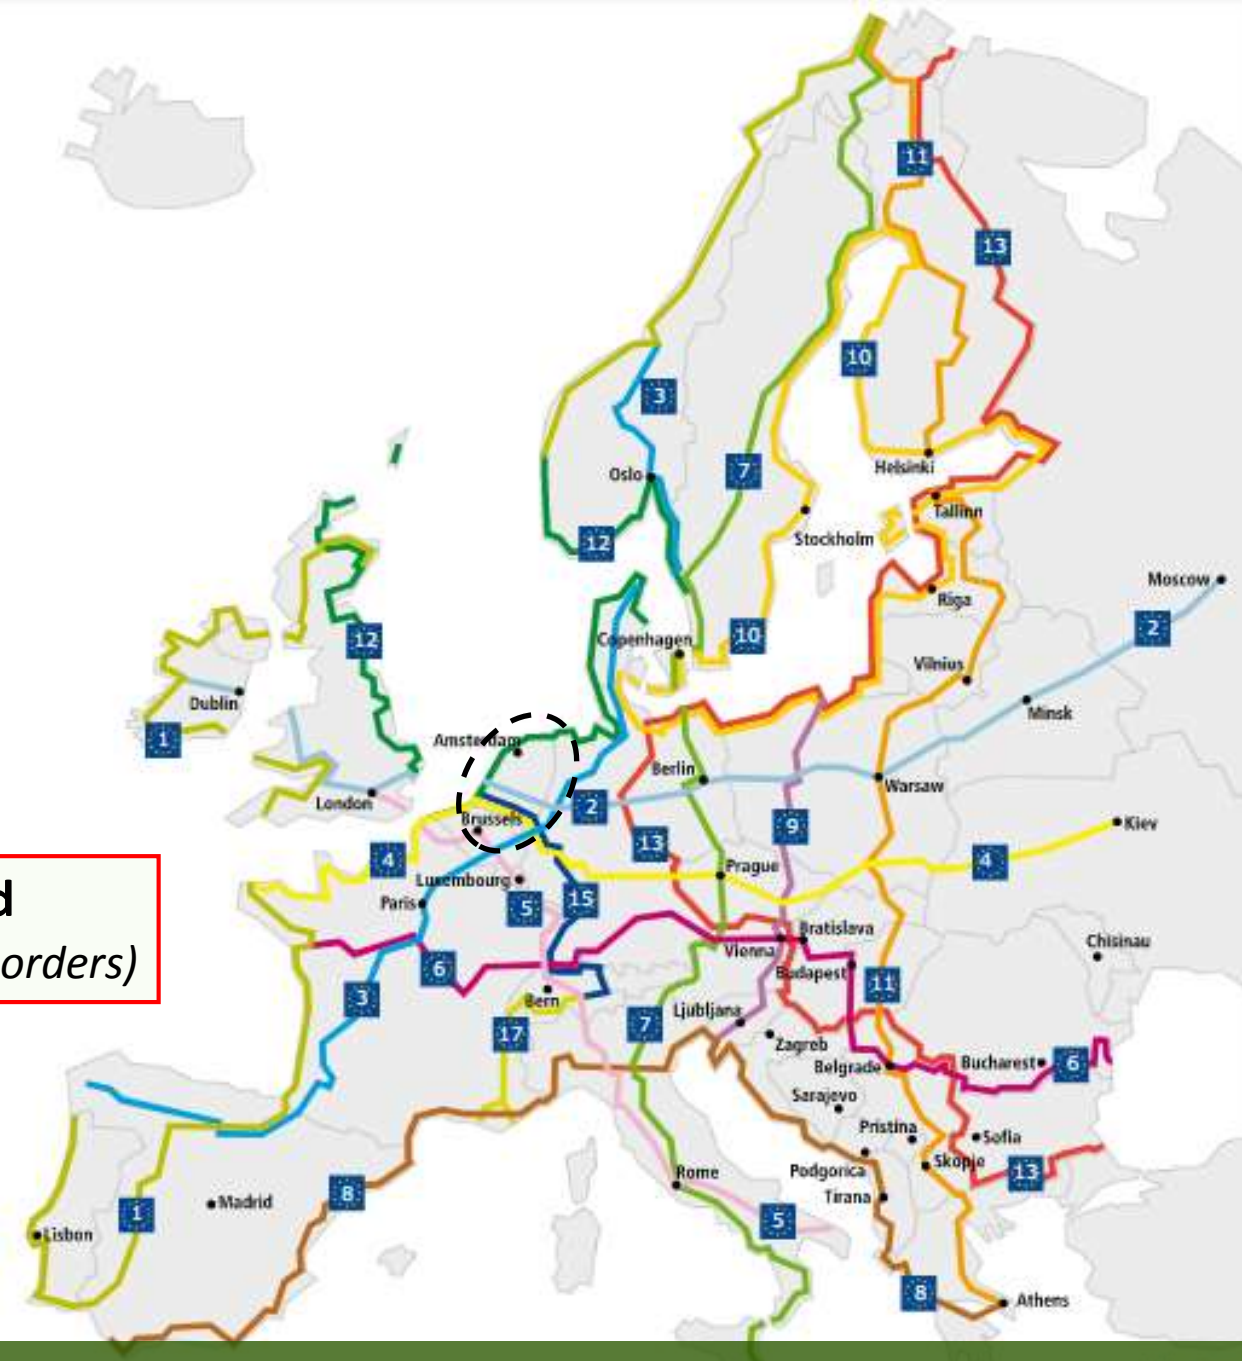 11
13
10
3
Oslo
7
Helsinki
Tallinn
12
Stockholm
Moscow
Riga
2
10
12
Copenhagen
Vilnius
Dublin
Minsk
1
Amsterdam
Berlin
Warsaw
London
2
Brussels
9
Kiev
13
4
4
Prague
Luxembourg
15
Paris
5
Bratislava
Chisinau
Vienna
orders)
6
Budapest
11
Bern
3
Ljubljana
7
17
Zagreb
Belgrade
Bucharest
6
Sarajevo
Pristina
Sofia
Skopje
Podgorica
13
Rome
8
Tirana
Madrid
1
5
Lisbon
8
Athens